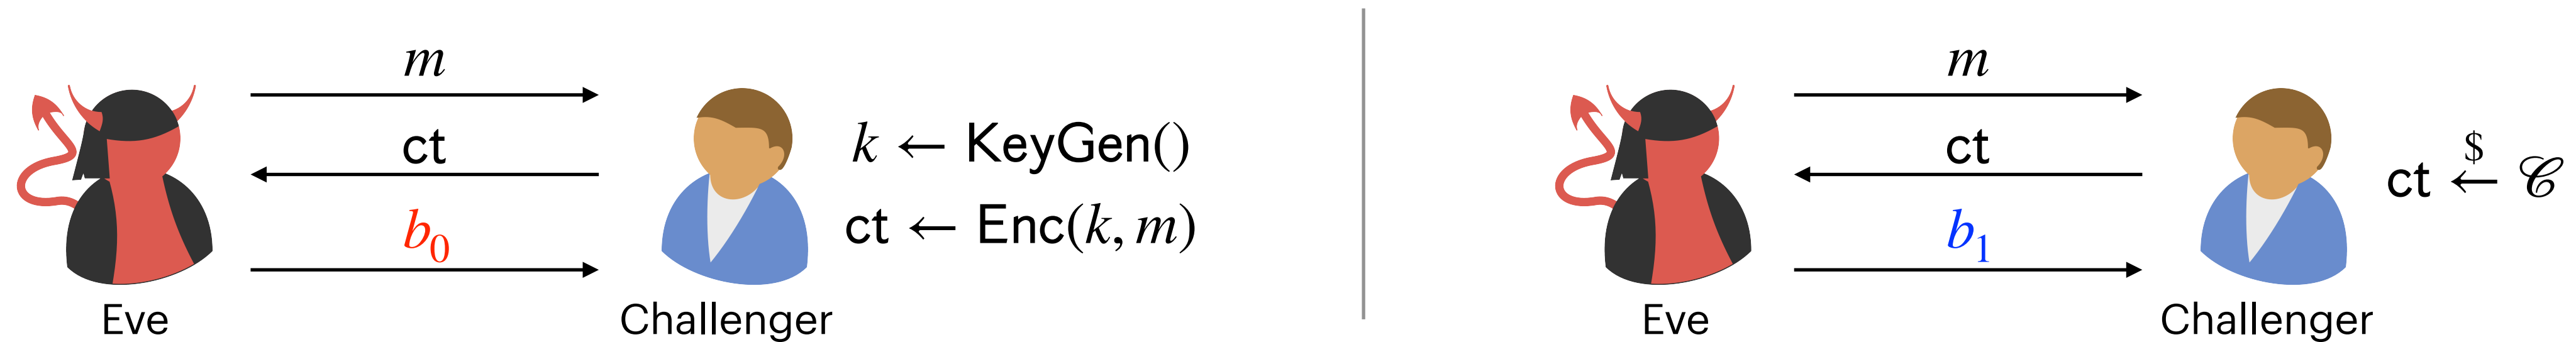 m
ct
b₀
k ← KeyGen()
ct ← Enc(k, m)
Eve
Challenger
m
ct
b₁
ct ←$ 𝒞
Eve
Challenger